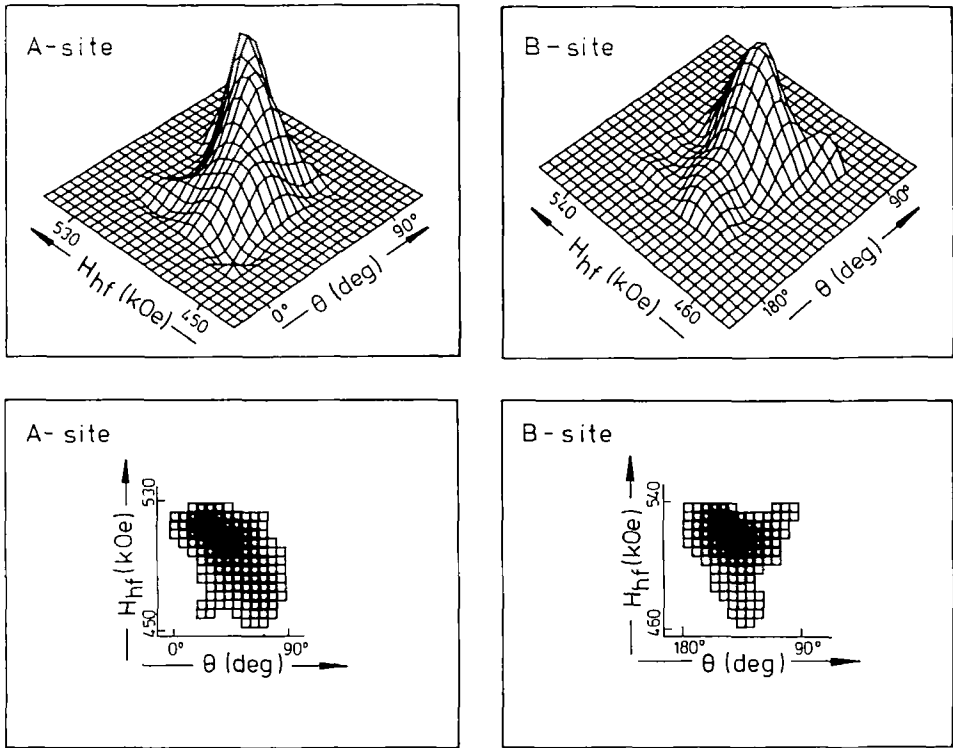 A-site
530
Hhf (kOe)
450
0°
θ (deg)
90°
B-site
540
Hhf (kOe)
460
180°
θ (deg)
90°
A-site
530
Hhf (kOe)
450
0°
90°
θ (deg)
B-site
540
Hhf (kOe)
460
180°
90°
θ (deg)